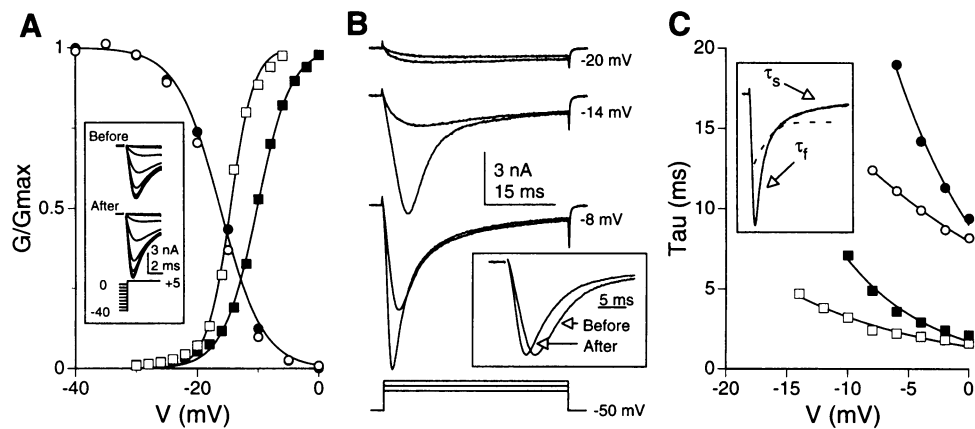 A
G/Gmax
1
0.5
0
-40
-20
0
V (mV)
Before
After
3 nA
2 ms
0
-40
+5
B
-20 mV
-14 mV
3 nA
15 ms
-8 mV
5 ms
Before
After
-50 mV
C
Tau (ms)
20
15
10
5
0
-20
-15
-10
-5
0
V (mV)
τs
τf